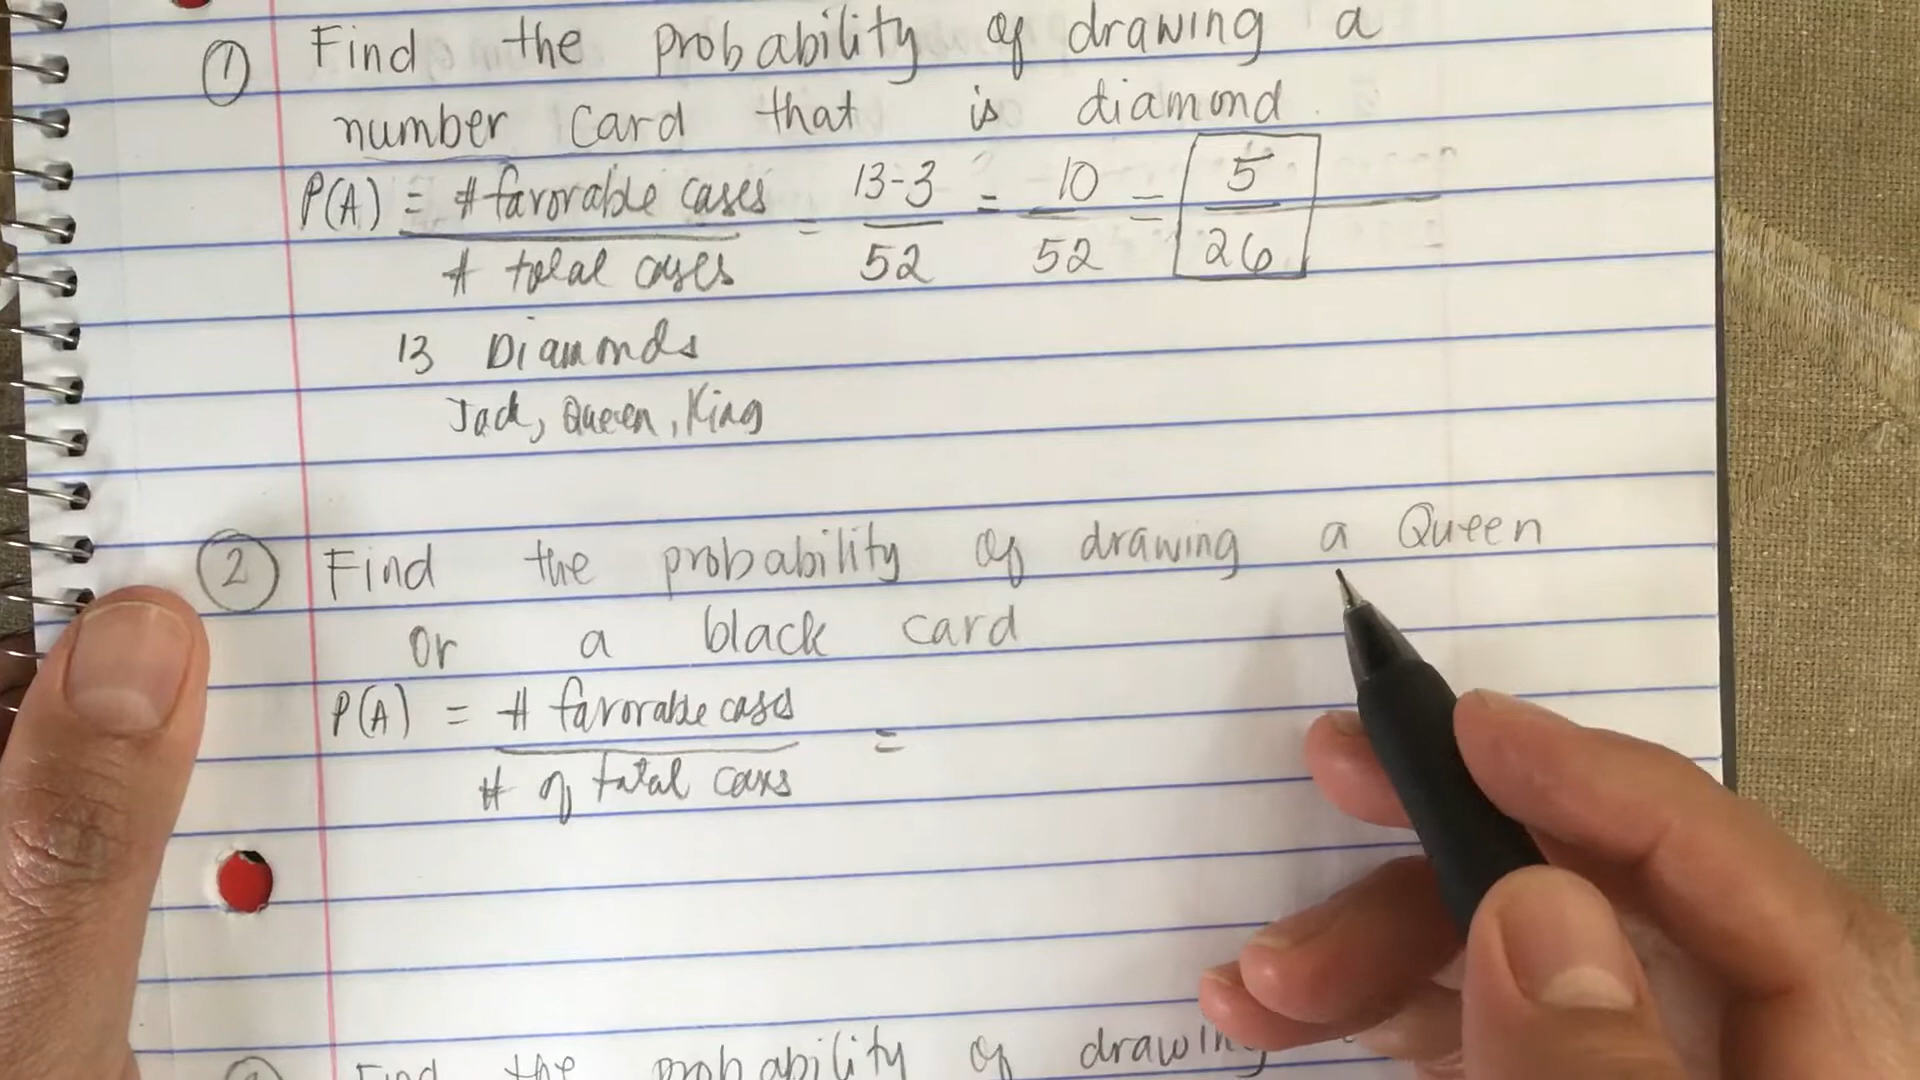 ① Find the probability of drawing a
number card that is diamond.
P(A) = # favorable cases / # total cases = 13-3 / 52 = 10 / 52 = 5 / 26
13 Diamonds
Jack, Queen, King
② Find the probability of drawing a Queen
or a black card
P(A) = # favorable cases / # of total cases =
Find the probability of drawing